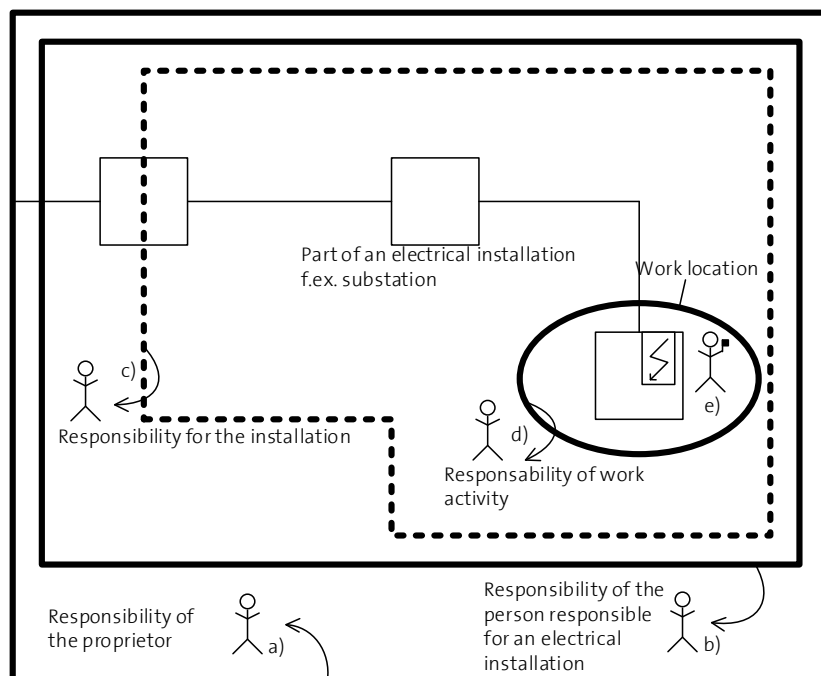 Part of an electrical installation
f.ex. substation
Work location
c)
e)
Responsibility for the installation
d)
Responsability of work
activity
Responsibility of
the proprietor
a)
Responsibility of the
person responsible
for an electrical
installation
b)